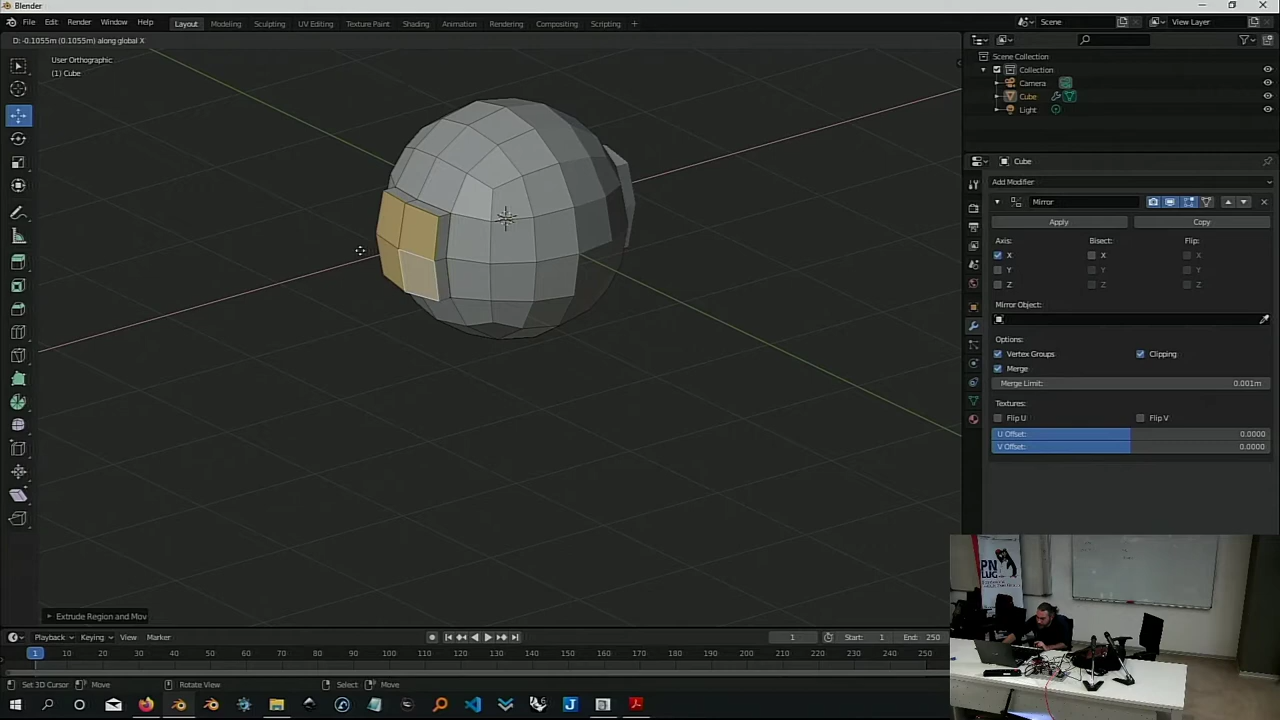 Blender
File Edit Render Window Help
Layout Modeling Sculpting UV Editing Texture Paint Shading Animation Rendering Compositing Scripting +
Scene
View Layer
D: -0.1055m (0.1055m) along global X
User Orthographic
(1) Cube
Scene Collection
Collection
Camera
Cube
Light
Cube
Add Modifier
Mirror
Apply Copy
Axis: Bisect: Flip:
X X X
Y Y Y
Z Z Z
Mirror Object:
Options:
Vertex Groups Clipping
Merge
Merge Limit: 0.001m
Textures:
Flip U Flip V
U Offset: 0.0000
V Offset: 0.0000
Extrude Region and Mov
PN
LUG
Playback Keying View Marker
1 Start: 1 End: 250
1 10 20 30 40 50 60 70 80 90 100 110 120 130 140 150 160 170 180 190 200 210 220 230 240 250
Set 3D Cursor Move Rotate View Select Move